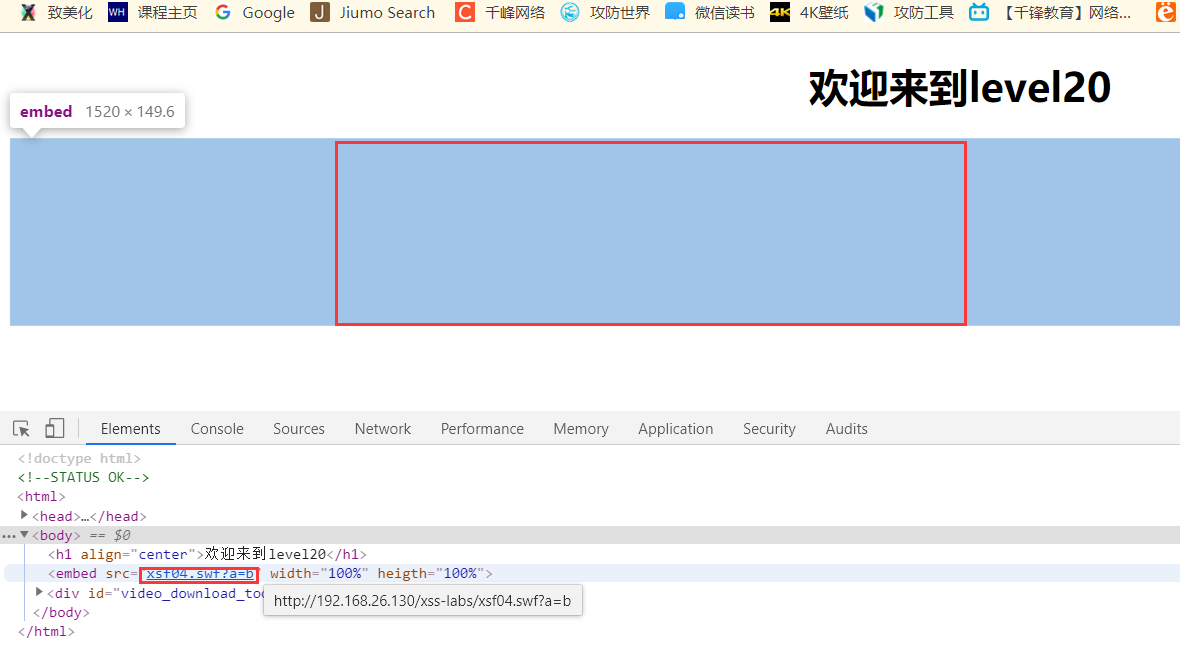 致美化 WH 课程主页 G Google J Jiumo Search C 千峰网络 攻防世界 微信读书 4K 4K壁纸 攻防工具 【千锋教育】网络...
欢迎来到level20
embed 1520 × 149.6
Elements Console Sources Network Performance Memory Application Security Audits
<!doctype html>
<!--STATUS OK-->
<html>
<head>…</head>
<body> == $0
<h1 align="center">欢迎来到level20</h1>
<embed src="xsf04.swf?a=b" width="100%" heigth="100%">
<div id="video_download_too
http://192.168.26.130/xss-labs/xsf04.swf?a=b
</body>
</html>